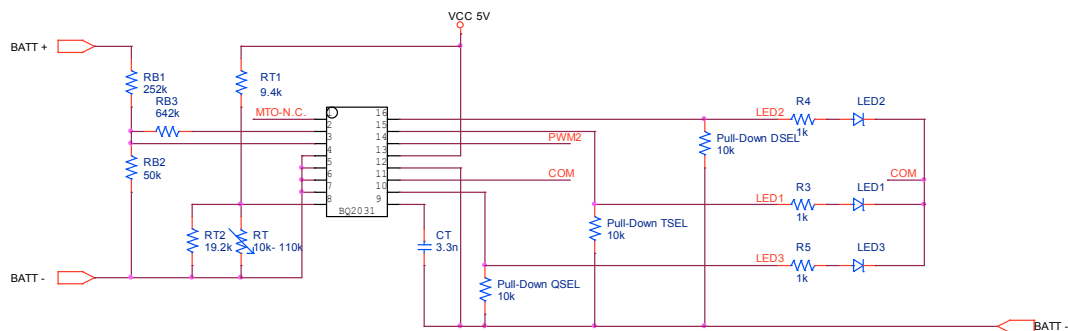 VCC 5V
BATT +
RB1
252k
RT1
9.4k
RB3
642k
MTO-N.C.
1
2
3
4
5
6
7
8
16
15
14
13
12
11
10
9
BQ2031
LED2
R4
1k
LED2
PWM2
Pull-Down DSEL
10k
RB2
50k
COM
COM
LED1
R3
1k
LED1
Pull-Down TSEL
10k
RT2
19.2k
RT
10k- 110k
CT
3.3n
LED3
R5
1k
LED3
BATT -
Pull-Down QSEL
10k
BATT -